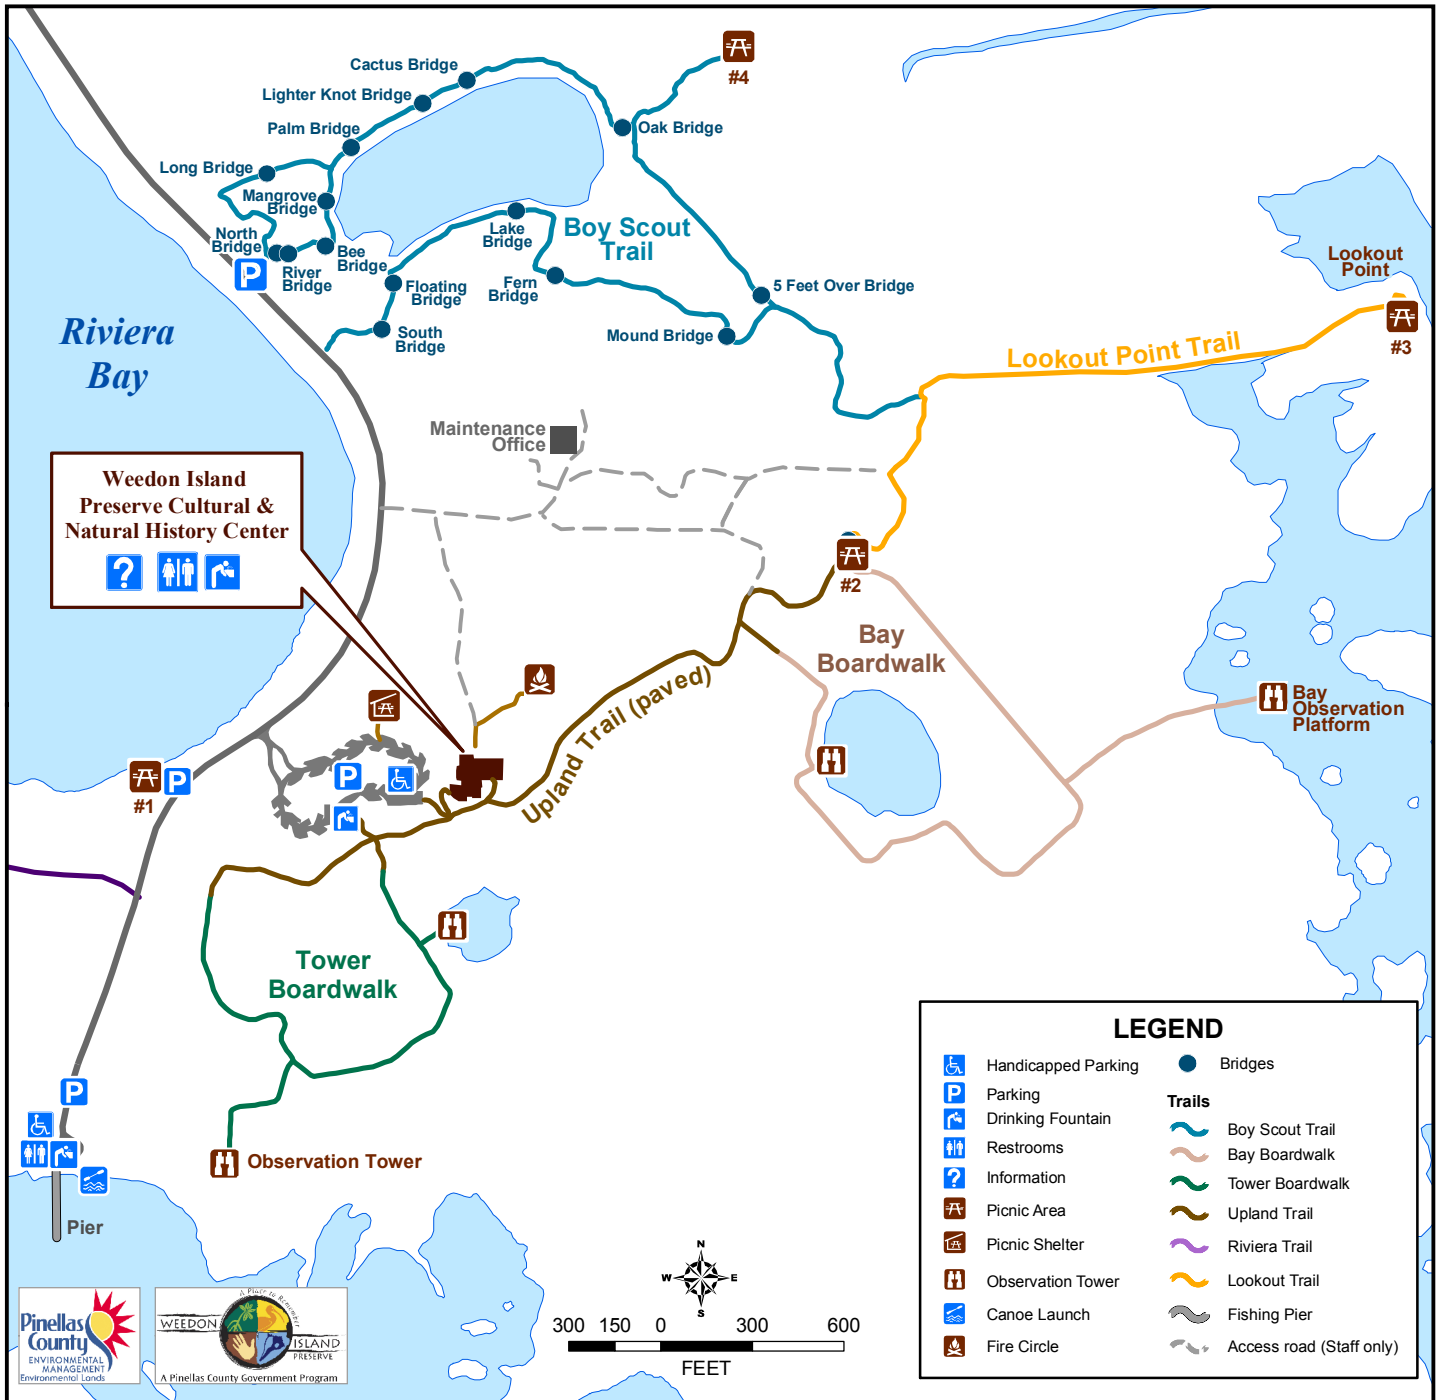 Cactus Bridge
#4
Lighter Knot Bridge
Palm Bridge
Oak Bridge
Long Bridge
Mangrove
Bridge
North
Bridge
River
Bridge
Bee
Bridge
P
Lake
Bridge
Boy Scout
Trail
Floating
Bridge
Fern
Bridge
5 Feet Over Bridge
South
Bridge
Mound Bridge
Lookout
Point
#3
Lookout Point Trail
Riviera
Bay
Maintenance
Office
Weedon Island
Preserve Cultural &
Natural History Center
?
#2
Bay
Boardwalk
Upland Trail (paved)
Bay
Observation
Platform
P
#1
P
Tower
Boardwalk
P
Observation Tower
Pier
LEGEND
Handicapped Parking
P Parking
Drinking Fountain
Restrooms
? Information
Picnic Area
Picnic Shelter
Observation Tower
Canoe Launch
Fire Circle
Bridges
Trails
Boy Scout Trail
Bay Boardwalk
Tower Boardwalk
Upland Trail
Riviera Trail
Lookout Trail
Fishing Pier
Access road (Staff only)
N
W E
S
300 150 0 300 600
FEET
Pinellas
County
ENVIRONMENTAL
MANAGEMENT
Environmental Lands
A Place to Remember
WEEDON
ISLAND
PRESERVE
A Pinellas County Government Program